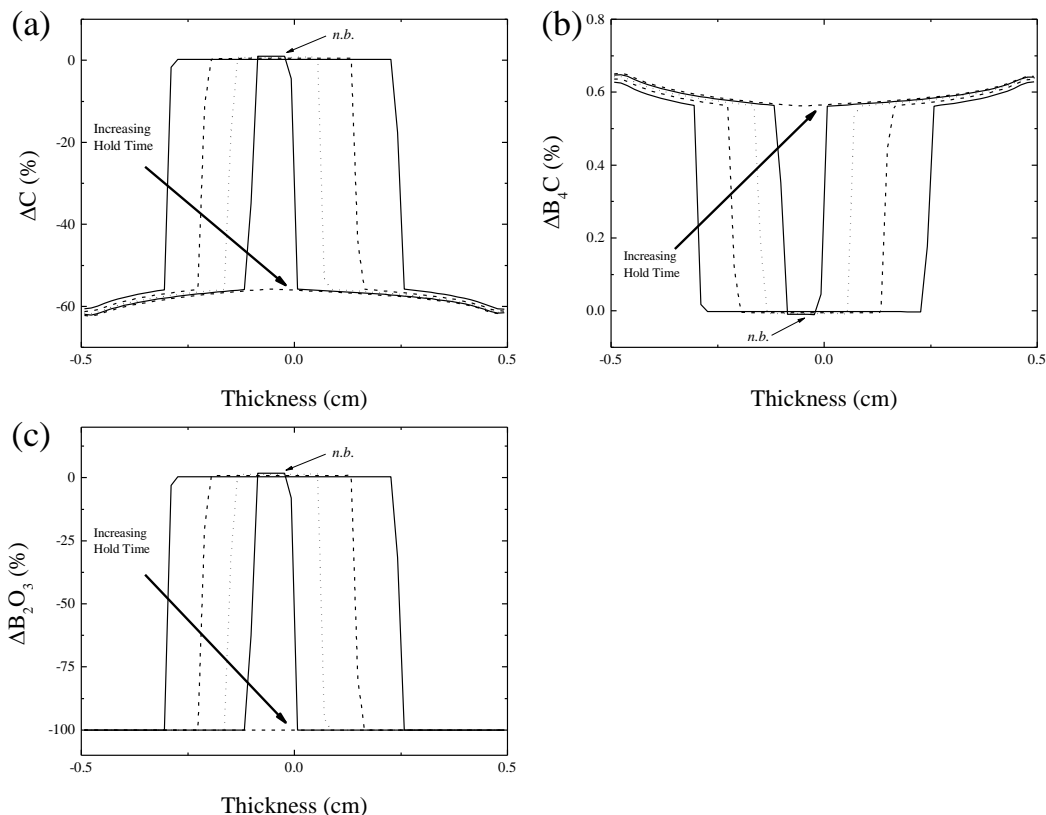 (a)
n.b.
0
Increasing
Hold Time
-20
ΔC (%)
-40
-60
-0.5
0.0
0.5
Thickness (cm)
(b)
0.8
0.6
0.4
ΔB₄C (%)
0.2
Increasing
Hold Time
0.0
n.b.
-0.5
0.0
0.5
Thickness (cm)
(c)
n.b.
0
Increasing
Hold Time
-25
ΔB₂O₃ (%)
-50
-75
-100
-0.5
0.0
0.5
Thickness (cm)